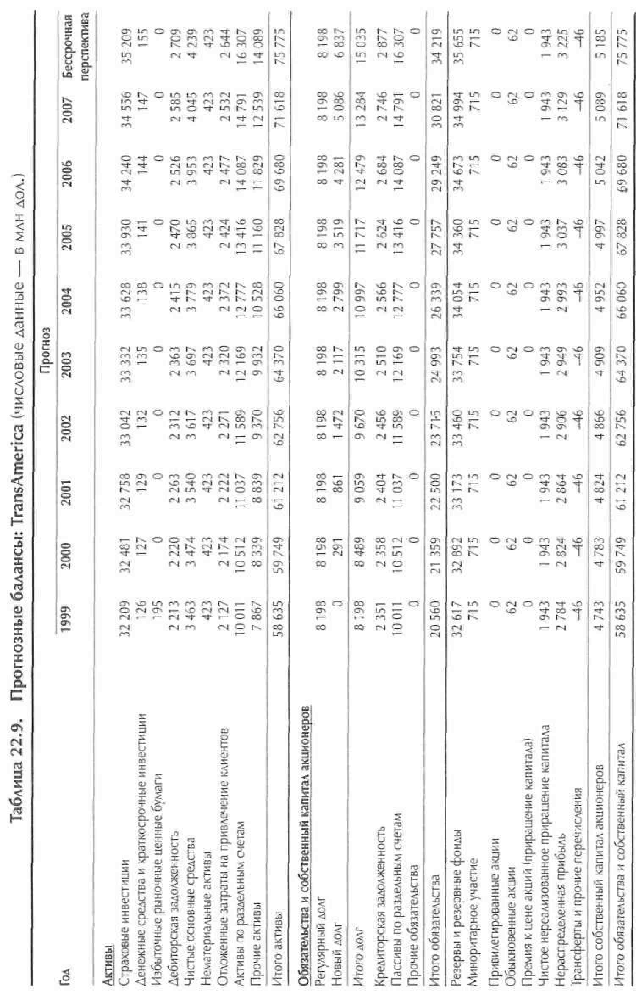 Таблица 22.9. Прогнозные балансы: TransAmerica (числовые данные — в млн дол.)
Прогноз
Год 1999 2000 2001 2002 2003 2004 2005 2006 2007 Бессрочная
перспектива
Активы
Страховые инвестиции 32 209 32 481 32 758 33 042 33 332 33 628 33 930 34 240 34 556 35 209
Денежные средства и краткосрочные инвестиции 126 127 129 132 135 138 141 144 147 155
Избыточные рыночные ценные бумаги 195 0 0 0 0 0 0 0 0 0
Дебиторская задолженность 2 213 2 220 2 263 2 312 2 363 2 415 2 470 2 526 2 585 2 709
Чистые основные средства 3 463 3 474 3 540 3 617 3 697 3 779 3 865 3 953 4 045 4 239
Нематериальные активы 423 423 423 423 423 423 423 423 423 423
Отложенные затраты на привлечение клиентов 2 127 2 174 2 222 2 271 2 320 2 372 2 424 2 477 2 532 2 644
Активы по раздельным счетам 10 011 10 512 11 037 11 589 12 169 12 777 13 416 14 087 14 791 16 307
Прочие активы 7 867 8 339 8 839 9 370 9 932 10 528 11 160 11 829 12 539 14 089
Итого активы 58 635 59 749 61 212 62 756 64 370 66 060 67 828 69 680 71 618 75 775
Обязательства и собственный капитал акционеров
Регулярный долг 8 198 8 198 8 198 8 198 8 198 8 198 8 198 8 198 8 198 8 198
Новый долг 0 291 861 1 472 2 117 2 799 3 519 4 281 5 086 6 837
Итого долг 8 198 8 489 9 059 9 670 10 315 10 997 11 717 12 479 13 284 15 035
Кредиторская задолженность 2 351 2 358 2 404 2 456 2 510 2 566 2 624 2 684 2 746 2 877
Пассивы по раздельным счетам 10 011 10 512 11 037 11 589 12 169 12 777 13 416 14 087 14 791 16 307
Прочие обязательства 0 0 0 0 0 0 0 0 0 0
Итого обязательства 20 560 21 359 22 500 23 715 24 993 26 339 27 757 29 249 30 821 34 219
Резервы и резервные фонды 32 617 32 892 33 173 33 460 33 754 34 054 34 360 34 673 34 994 35 655
Миноритарное участие 715 715 715 715 715 715 715 715 715 715
Привилегированные акции 0 0 0 0 0 0 0 0 0 0
Обыкновенные акции 62 62 62 62 62 62 62 62 62 62
Премия к цене акций (приращение капитала) 0 0 0 0 0 0 0 0 0 0
Чистое нереализованное приращение капитала 1 943 1 943 1 943 1 943 1 943 1 943 1 943 1 943 1 943 1 943
Нераспределенная прибыль 2 784 2 824 2 864 2 906 2 949 2 993 3 037 3 083 3 129 3 225
Трансферты и прочие перечисления –46 –46 –46 –46 –46 –46 –46 –46 –46 –46
Итого собственный капитал акционеров 4 743 4 783 4 824 4 866 4 909 4 952 4 997 5 042 5 089 5 185
Итого обязательства и собственный капитал 58 635 59 749 61 212 62 756 64 370 66 060 67 828 69 680 71 618 75 775